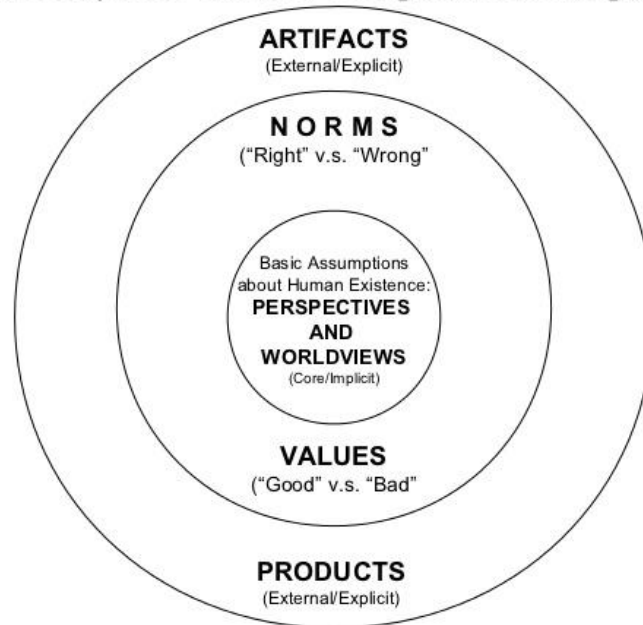 ARTIFACTS
(External/Explicit)
N O R M S
("Right" v.s. "Wrong"
Basic Assumptions
about Human Existence:
PERSPECTIVES
AND
WORLDVIEWS
(Core/Implicit)
VALUES
("Good" v.s. "Bad"
PRODUCTS
(External/Explicit)